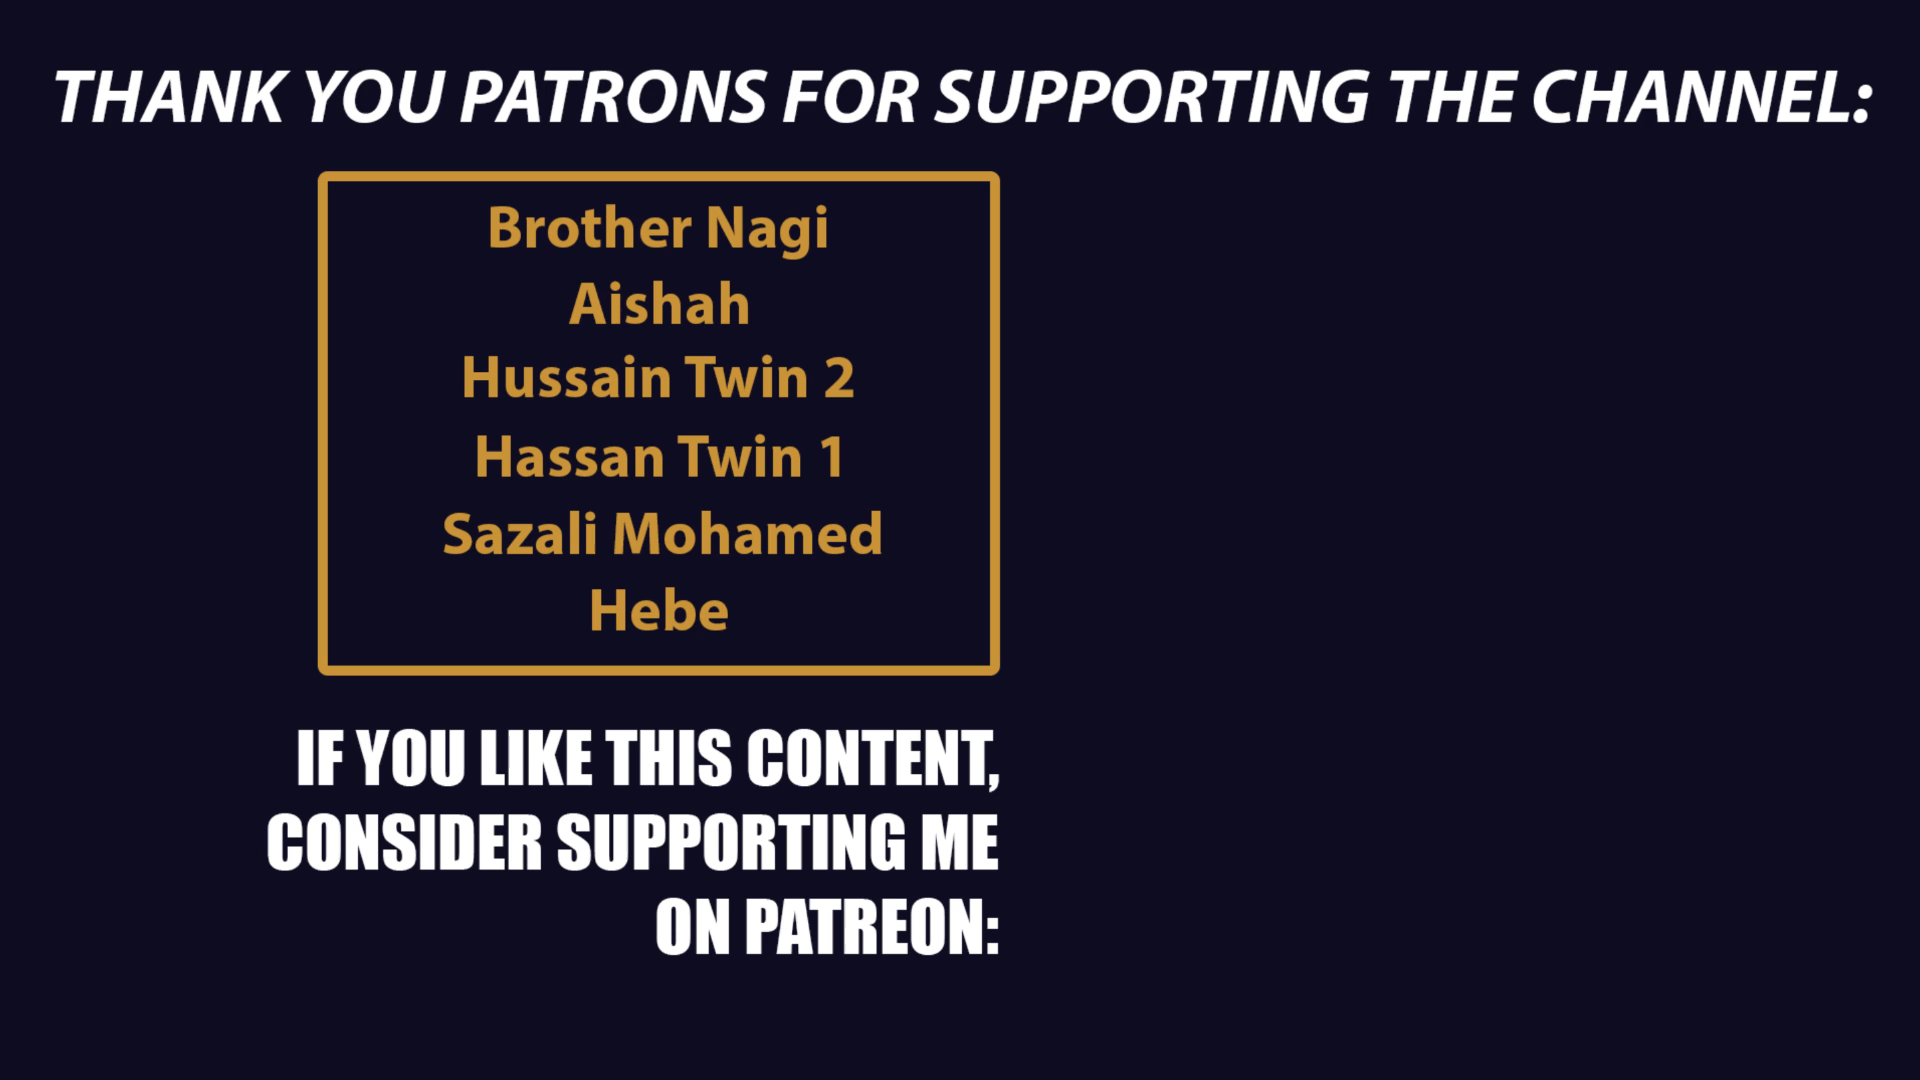 THANK YOU PATRONS FOR SUPPORTING THE CHANNEL:
Brother Nagi
Aishah
Hussain Twin 2
Hassan Twin 1
Sazali Mohamed
Hebe
IF YOU LIKE THIS CONTENT,
CONSIDER SUPPORTING ME
ON PATREON: